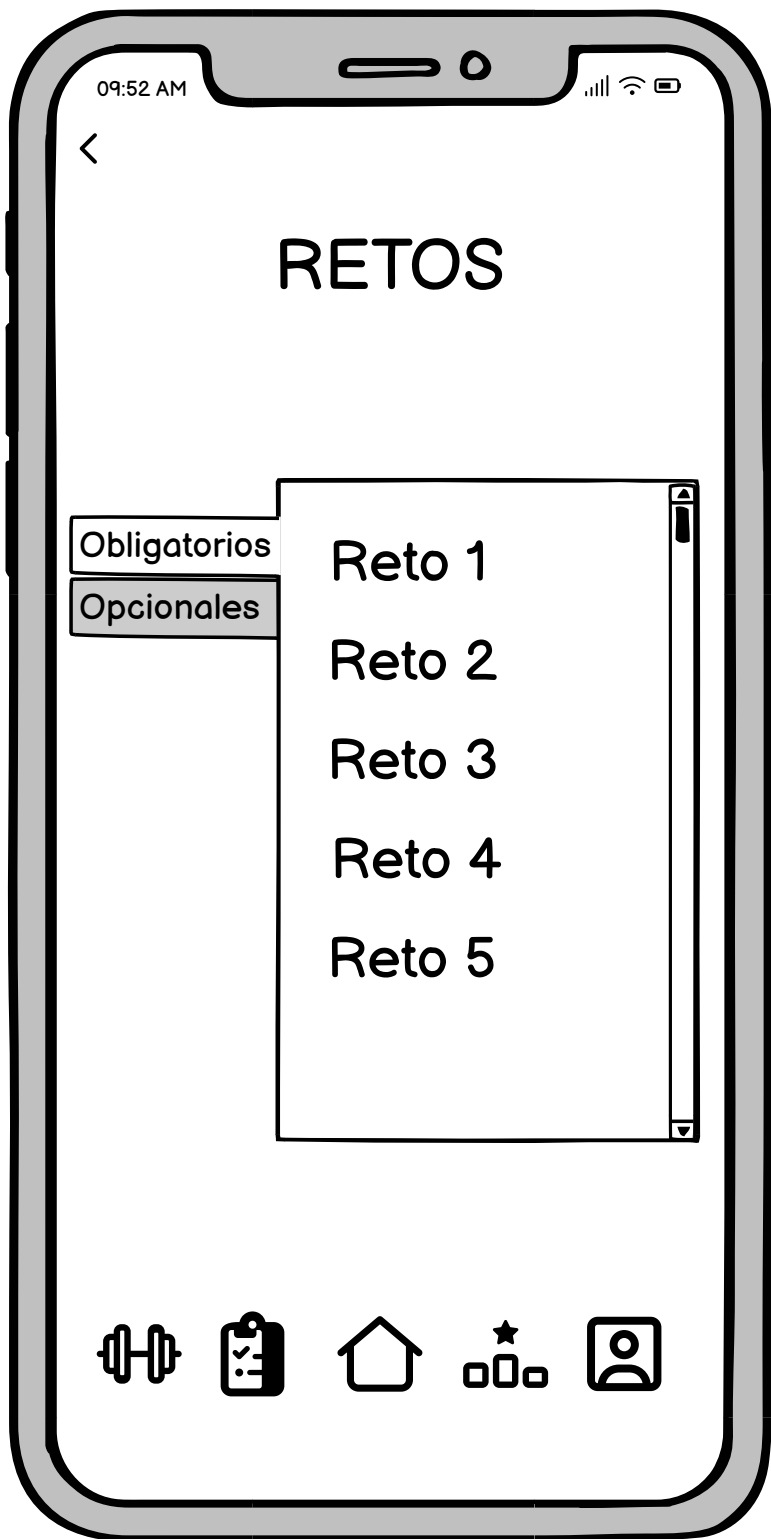 09:52 AM
RETOS
Obligatorios
Opcionales
Reto 1
Reto 2
Reto 3
Reto 4
Reto 5